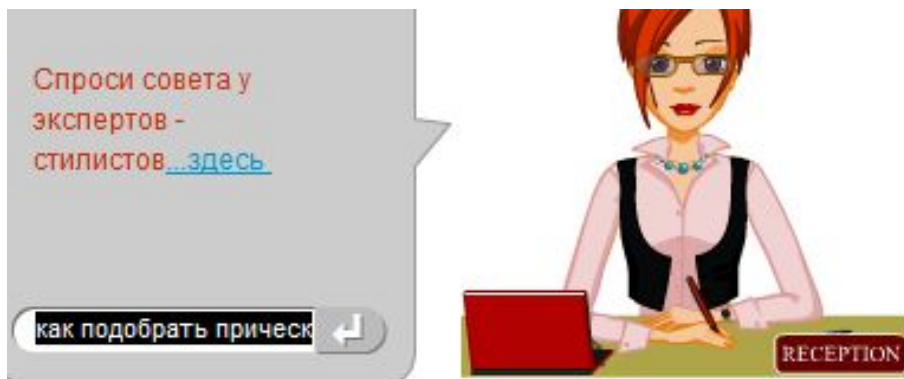 Спроси совета у
экспертов -
стилистов...здесь
как подобрать прическ
RECEPTION